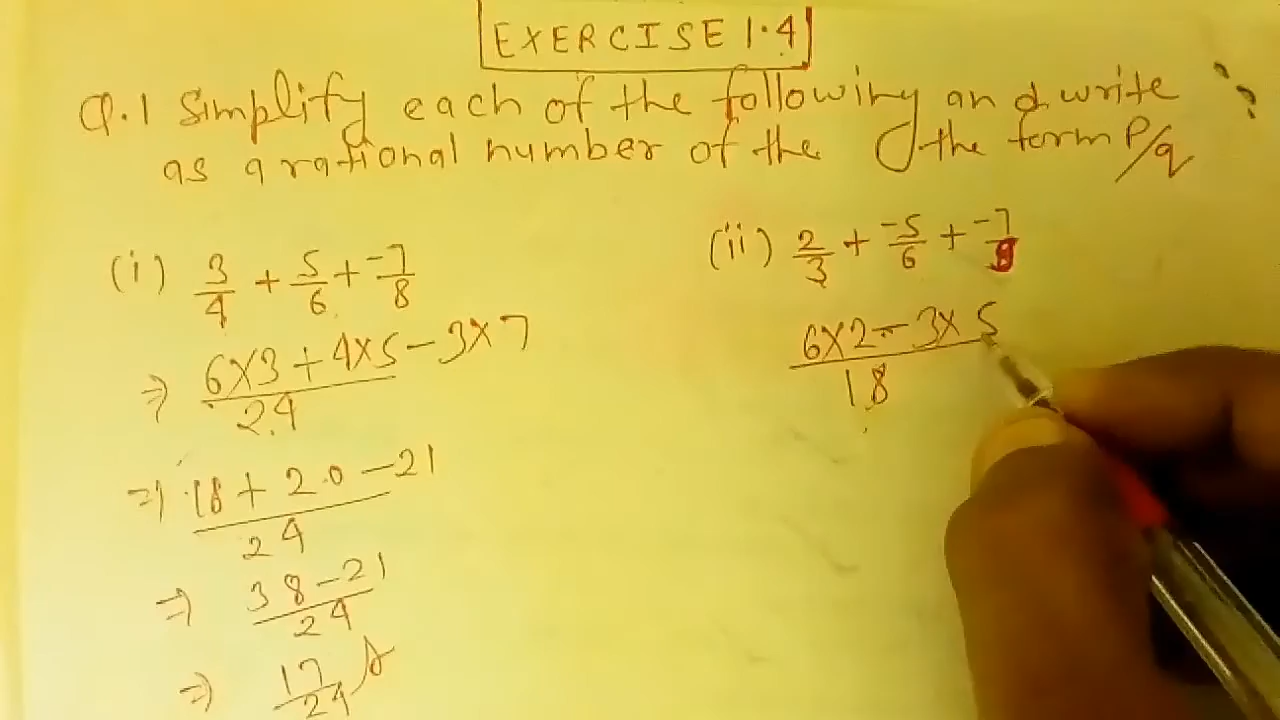 EXERCISE 1.4
Q.1 Simplify each of the following and write
as a rational number of the the form P/q
(i) 3/4 + 5/6 + -7/8
⇒ 6×3 + 4×5 - 3×7 / 24
⇒ 18 + 20 - 21 / 24
⇒ 38 - 21 / 24
⇒ 17/24
(ii) 2/3 + -5/6 + -7/9
6×2 - 3×5 / 18